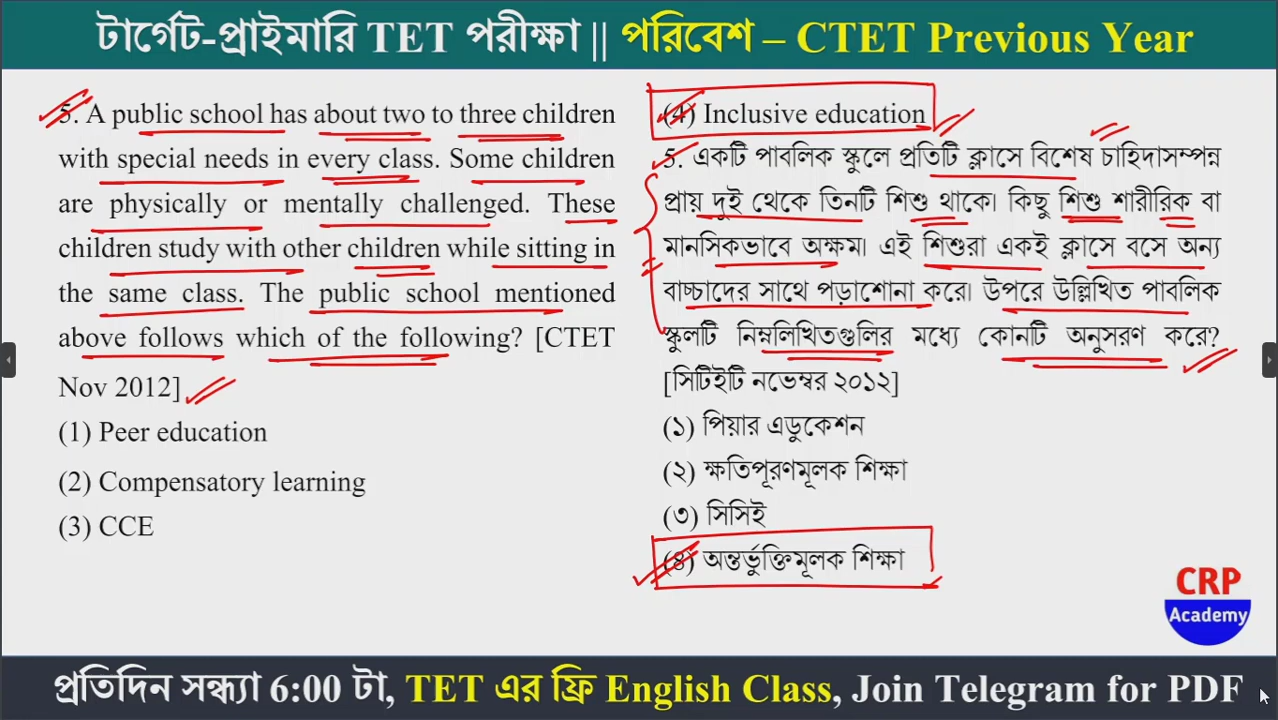 টার্গেট-প্রাইমারি TET পরীক্ষা || পরিবেশ – CTET Previous Year
5. A public school has about two to three children
with special needs in every class. Some children
are physically or mentally challenged. These
children study with other children while sitting in
the same class. The public school mentioned
above follows which of the following? [CTET
Nov 2012]
(1) Peer education
(2) Compensatory learning
(3) CCE
(4) Inclusive education
5. একটি পাবলিক স্কুলে প্রতিটি ক্লাসে বিশেষ চাহিদাসম্পন্ন
প্রায় দুই থেকে তিনটি শিশু থাকে। কিছু শিশু শারীরিক বা
মানসিকভাবে অক্ষম। এই শিশুরা একই ক্লাসে বসে অন্য
বাচ্চাদের সাথে পড়াশোনা করে। উপরে উল্লিখিত পাবলিক
স্কুলটি নিম্নলিখিতগুলির মধ্যে কোনটি অনুসরণ করে?
[সিটিইটি নভেম্বর ২০১২]
(১) পিয়ার এডুকেশন
(২) ক্ষতিপূরণমূলক শিক্ষা
(৩) সিসিই
(৪) অন্তর্ভুক্তিমূলক শিক্ষা
CRP
Academy
প্রতিদিন সন্ধ্যা 6:00 টা, TET এর ফ্রি English Class, Join Telegram for PDF